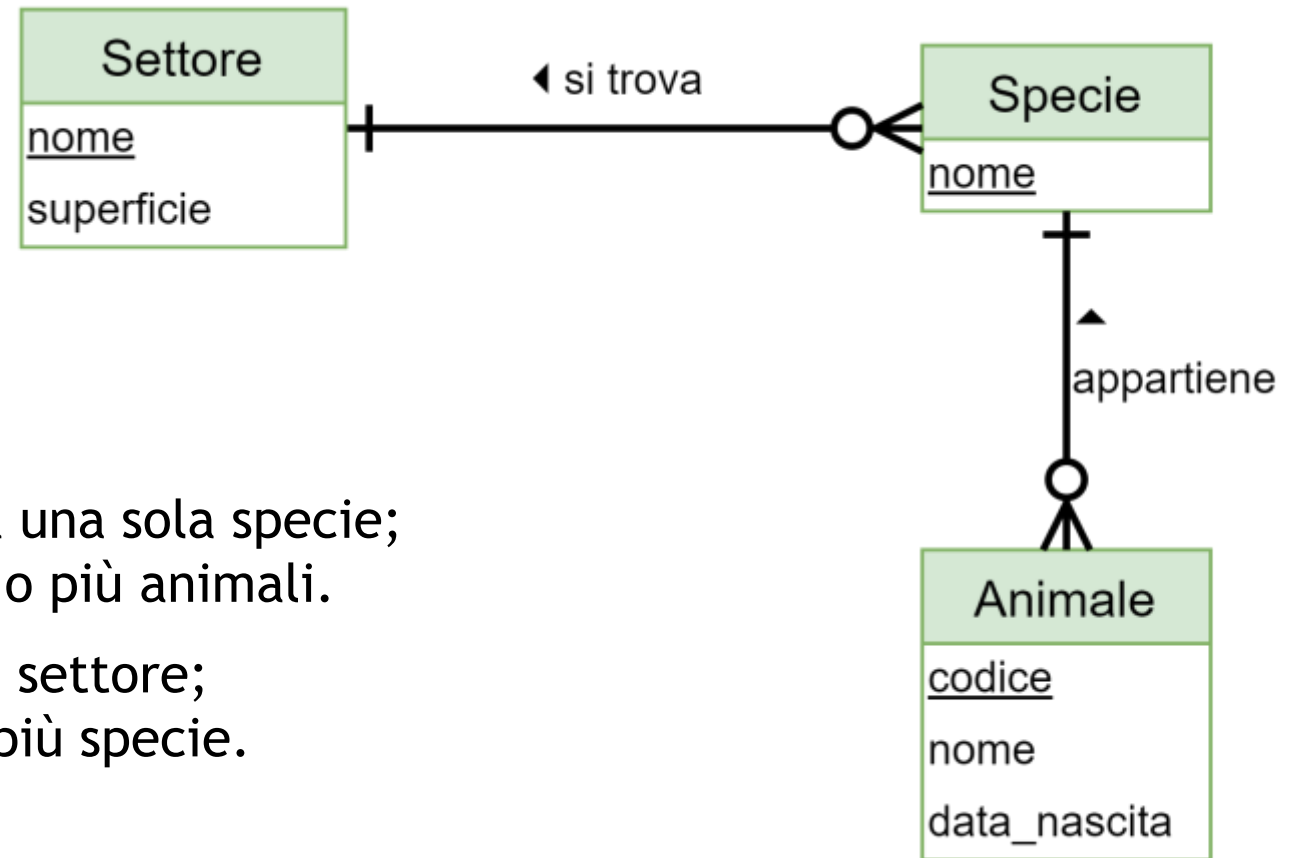 Settore
nome
superficie
si trova
Specie
nome
appartiene
una sola specie;
o più animali.
settore;
più specie.
Animale
codice
nome
data_nascita